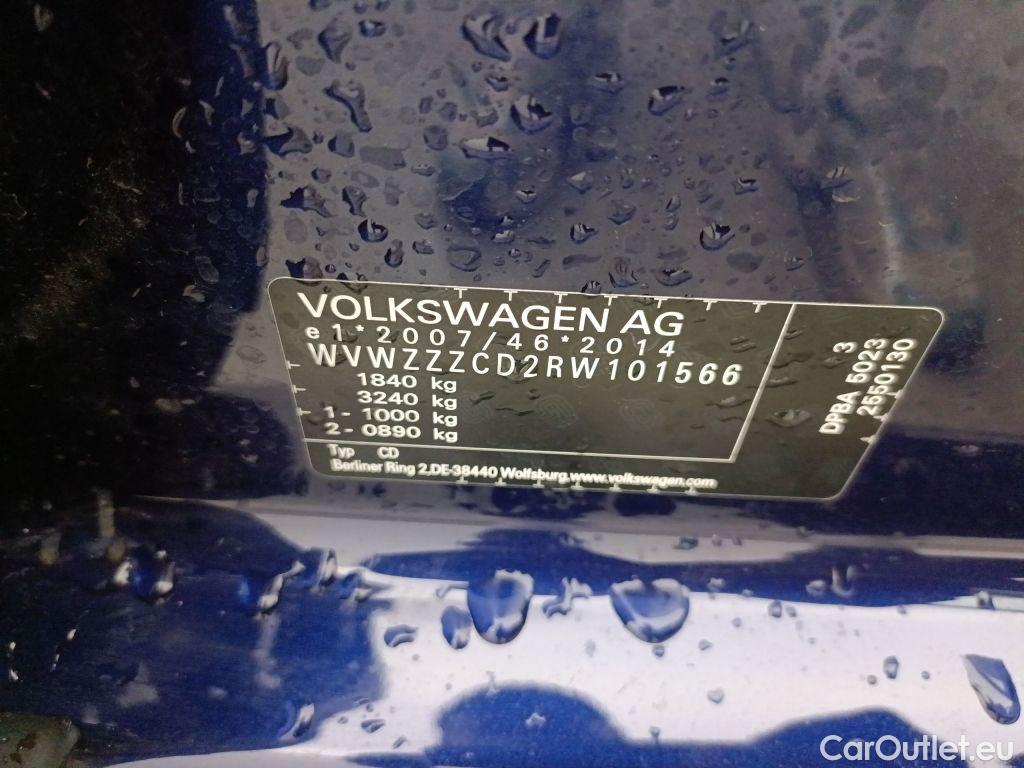 VOLKSWAGEN AG
e1*2007/46*2014
WVWZZZCD2RW101566
1840 kg
3240 kg
1- 1000 kg
2- 0890 kg
Typ CD
Berliner Ring 2,DE-38440 Wolfsburg,www.volkswagen.com
3
DPBA 5023
2550130
CarOutlet.eu